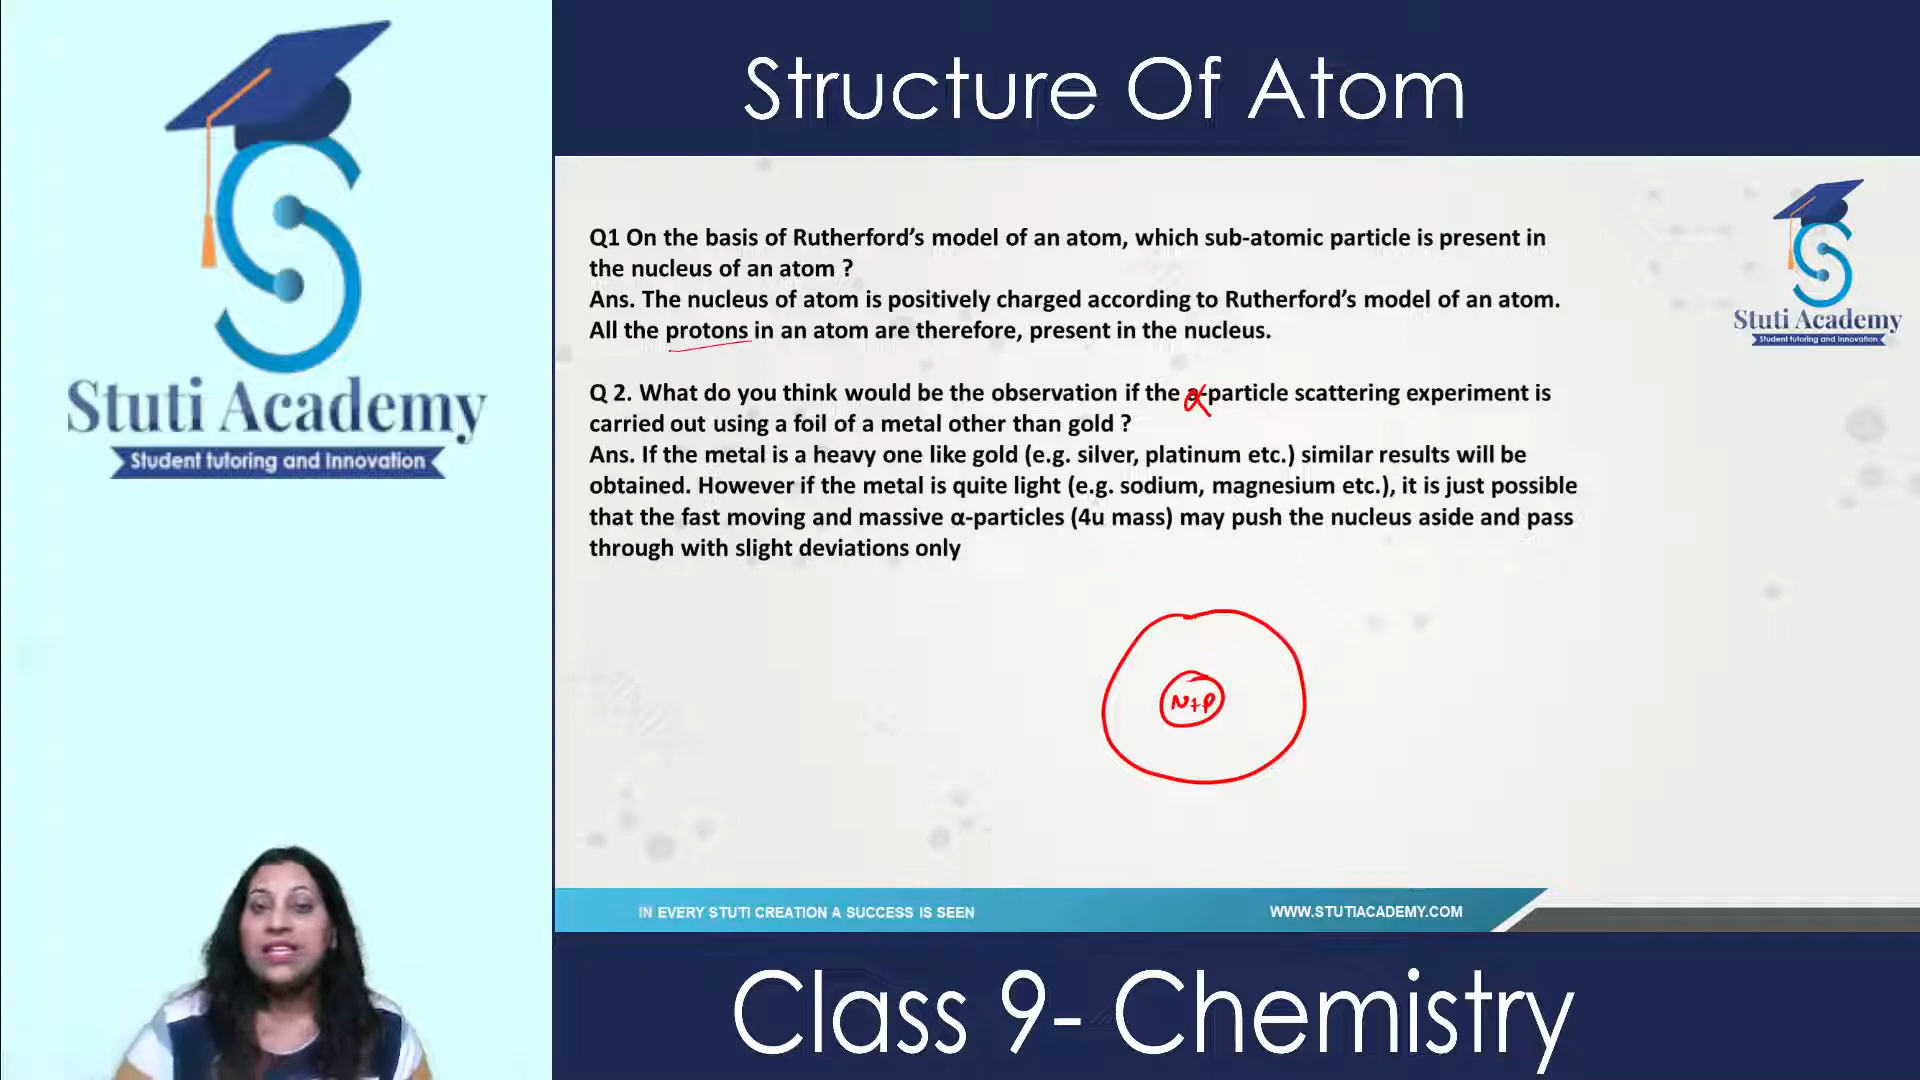 Stuti Academy
Student tutoring and Innovation
Structure Of Atom
Stuti Academy
Student tutoring and Innovation
Q1 On the basis of Rutherford’s model of an atom, which sub-atomic particle is present in
the nucleus of an atom ?
Ans. The nucleus of atom is positively charged according to Rutherford’s model of an atom.
All the protons in an atom are therefore, present in the nucleus.
Q 2. What do you think would be the observation if the α-particle scattering experiment is
carried out using a foil of a metal other than gold ?
Ans. If the metal is a heavy one like gold (e.g. silver, platinum etc.) similar results will be
obtained. However if the metal is quite light (e.g. sodium, magnesium etc.), it is just possible
that the fast moving and massive α-particles (4u mass) may push the nucleus aside and pass
through with slight deviations only
N+P
IN EVERY STUTI CREATION A SUCCESS IS SEEN
WWW.STUTIACADEMY.COM
Class 9- Chemistry